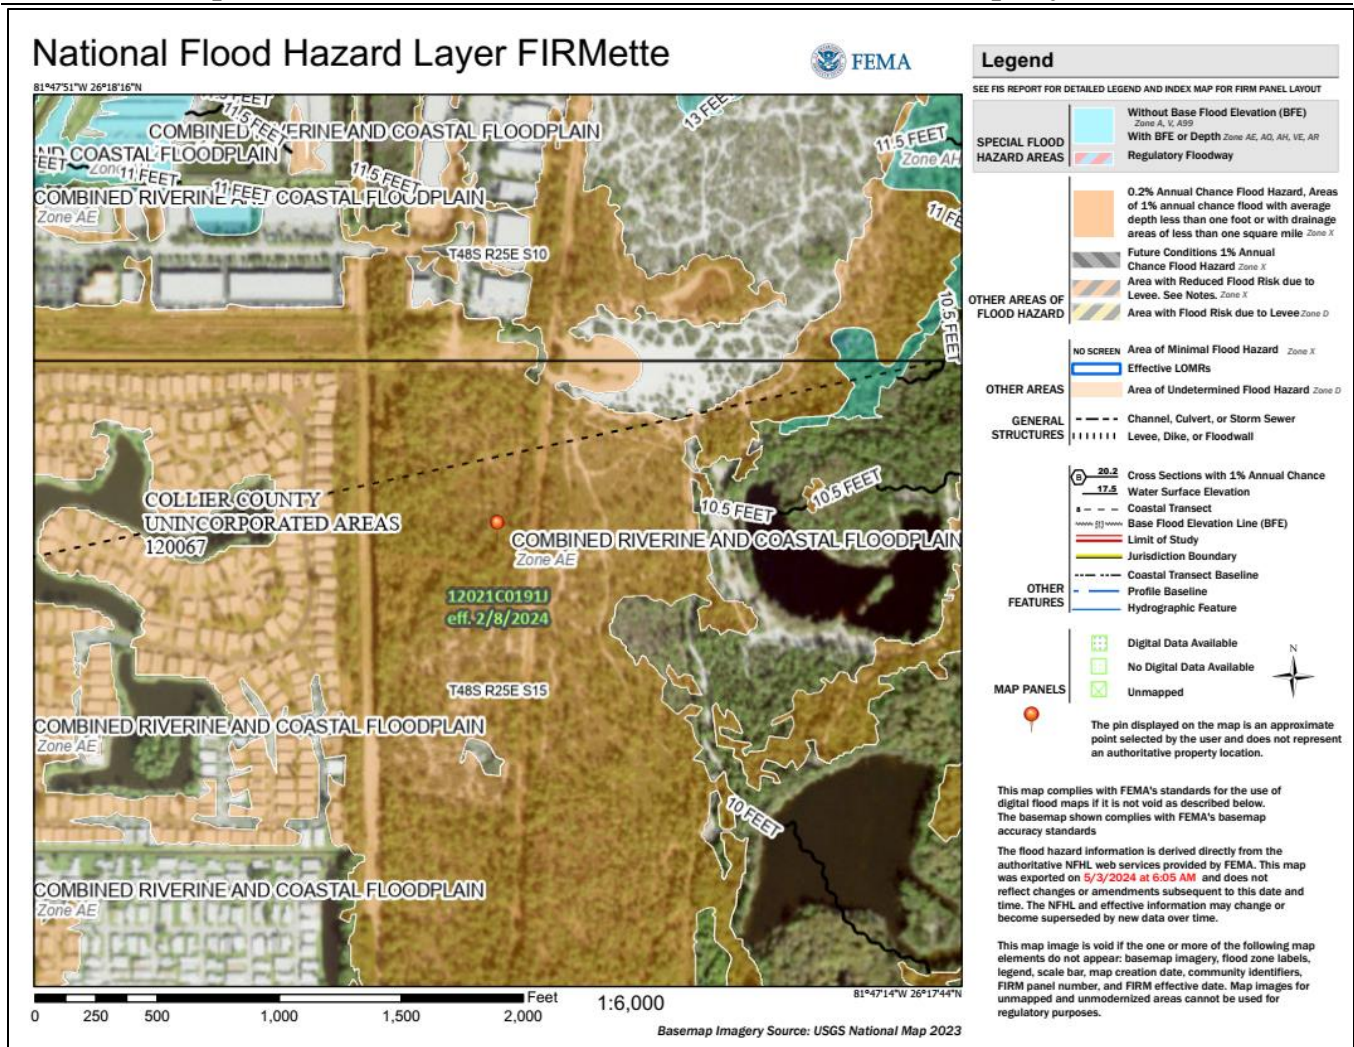 National Flood Hazard Layer FIRMette
FEMA
81°47'51"W 26°18'16"N
11.5 FEET
COMBINED RIVERINE AND COASTAL FLOODPLAIN
13 FEET
11.5 FEET
Zone AH
ND COASTAL FLOODPLAIN
EET
11 FEET
11 FEET
11.5 FEET
COMBINED RIVERINE AND COASTAL FLOODPLAIN
Zone AE
11 FE
T48S R25E S10
10.5 FEET
COLLIER COUNTY
UNINCORPORATED AREAS
120067
10.5 FEET
10.5 FEET
COMBINED RIVERINE AND COASTAL FLOODPLAIN
Zone AE
12021C0191J
eff. 2/8/2024
T48S R25E S15
COMBINED RIVERINE AND COASTAL FLOODPLAIN
Zone AE
10 FEET
COMBINED RIVERINE AND COASTAL FLOODPLAIN
Zone AE
81°47'14"W 26°17'44"N
Feet
1:6,000
0 250 500 1,000 1,500 2,000
Basemap Imagery Source: USGS National Map 2023
Legend
SEE FIS REPORT FOR DETAILED LEGEND AND INDEX MAP FOR FIRM PANEL LAYOUT
SPECIAL FLOOD
HAZARD AREAS
Without Base Flood Elevation (BFE)
Zone A, V, A99
With BFE or Depth Zone AE, AO, AH, VE, AR
Regulatory Floodway
0.2% Annual Chance Flood Hazard, Areas
of 1% annual chance flood with average
depth less than one foot or with drainage
areas of less than one square mile Zone X
Future Conditions 1% Annual
Chance Flood Hazard Zone X
Area with Reduced Flood Risk due to
Levee. See Notes. Zone X
Area with Flood Risk due to Levee Zone D
OTHER AREAS OF
FLOOD HAZARD
NO SCREEN Area of Minimal Flood Hazard Zone X
Effective LOMRs
OTHER AREAS
Area of Undetermined Flood Hazard Zone D
GENERAL
STRUCTURES
Channel, Culvert, or Storm Sewer
Levee, Dike, or Floodwall
B 20.2 Cross Sections with 1% Annual Chance
17.5 Water Surface Elevation
8 Coastal Transect
513 Base Flood Elevation Line (BFE)
Limit of Study
Jurisdiction Boundary
Coastal Transect Baseline
OTHER
FEATURES
Profile Baseline
Hydrographic Feature
Digital Data Available
No Digital Data Available
Unmapped
MAP PANELS
N
The pin displayed on the map is an approximate
point selected by the user and does not represent
an authoritative property location.
This map complies with FEMA's standards for the use of
digital flood maps if it is not void as described below.
The basemap shown complies with FEMA's basemap
accuracy standards
The flood hazard information is derived directly from the
authoritative NFHL web services provided by FEMA. This map
was exported on 5/3/2024 at 6:05 AM and does not
reflect changes or amendments subsequent to this date and
time. The NFHL and effective information may change or
become superseded by new data over time.
This map image is void if the one or more of the following map
elements do not appear: basemap imagery, flood zone labels,
legend, scale bar, map creation date, community identifiers,
FIRM panel number, and FIRM effective date. Map images for
unmapped and unmodernized areas cannot be used for
regulatory purposes.